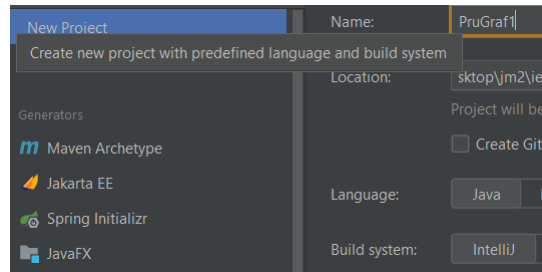 New Project
Create new project with predefined language and build system
Generators
Maven Archetype
Jakarta EE
Spring Initializr
JavaFX
Name: PruGraf1
Location: sktop\jm2\ie
Project will be
Create Git
Language: Java
Build system: IntelliJ